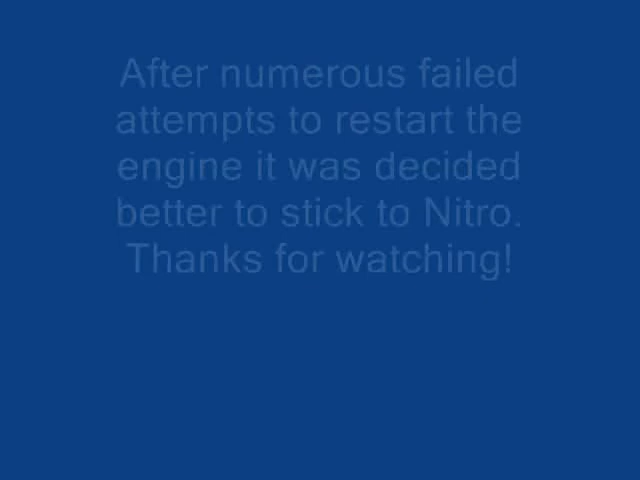 After numerous failed
attempts to restart the
engine it was decided
better to stick to Nitro.
Thanks for watching!